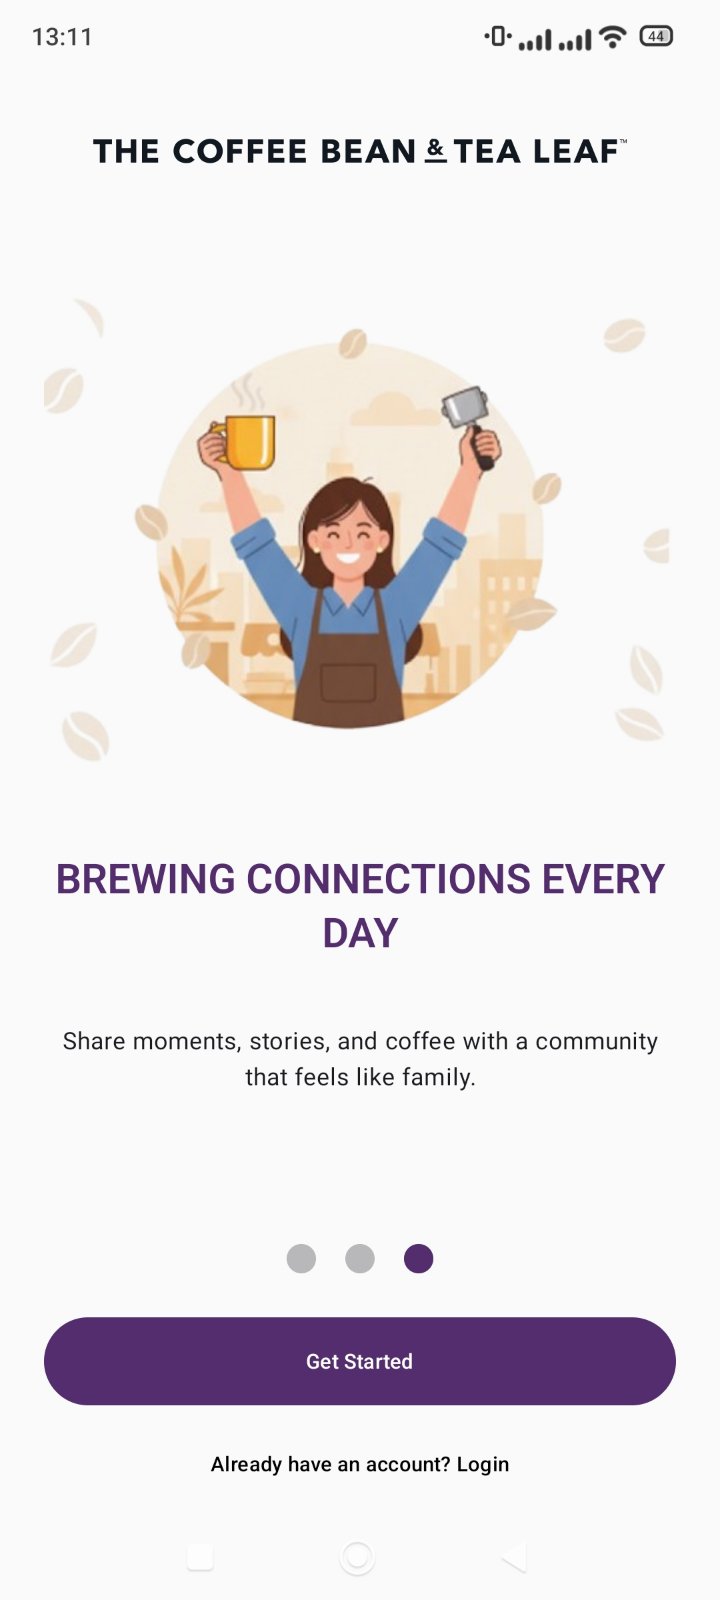 13:11
44
THE COFFEE BEAN & TEA LEAF™
BREWING CONNECTIONS EVERY
DAY
Share moments, stories, and coffee with a community
that feels like family.
Get Started
Already have an account? Login